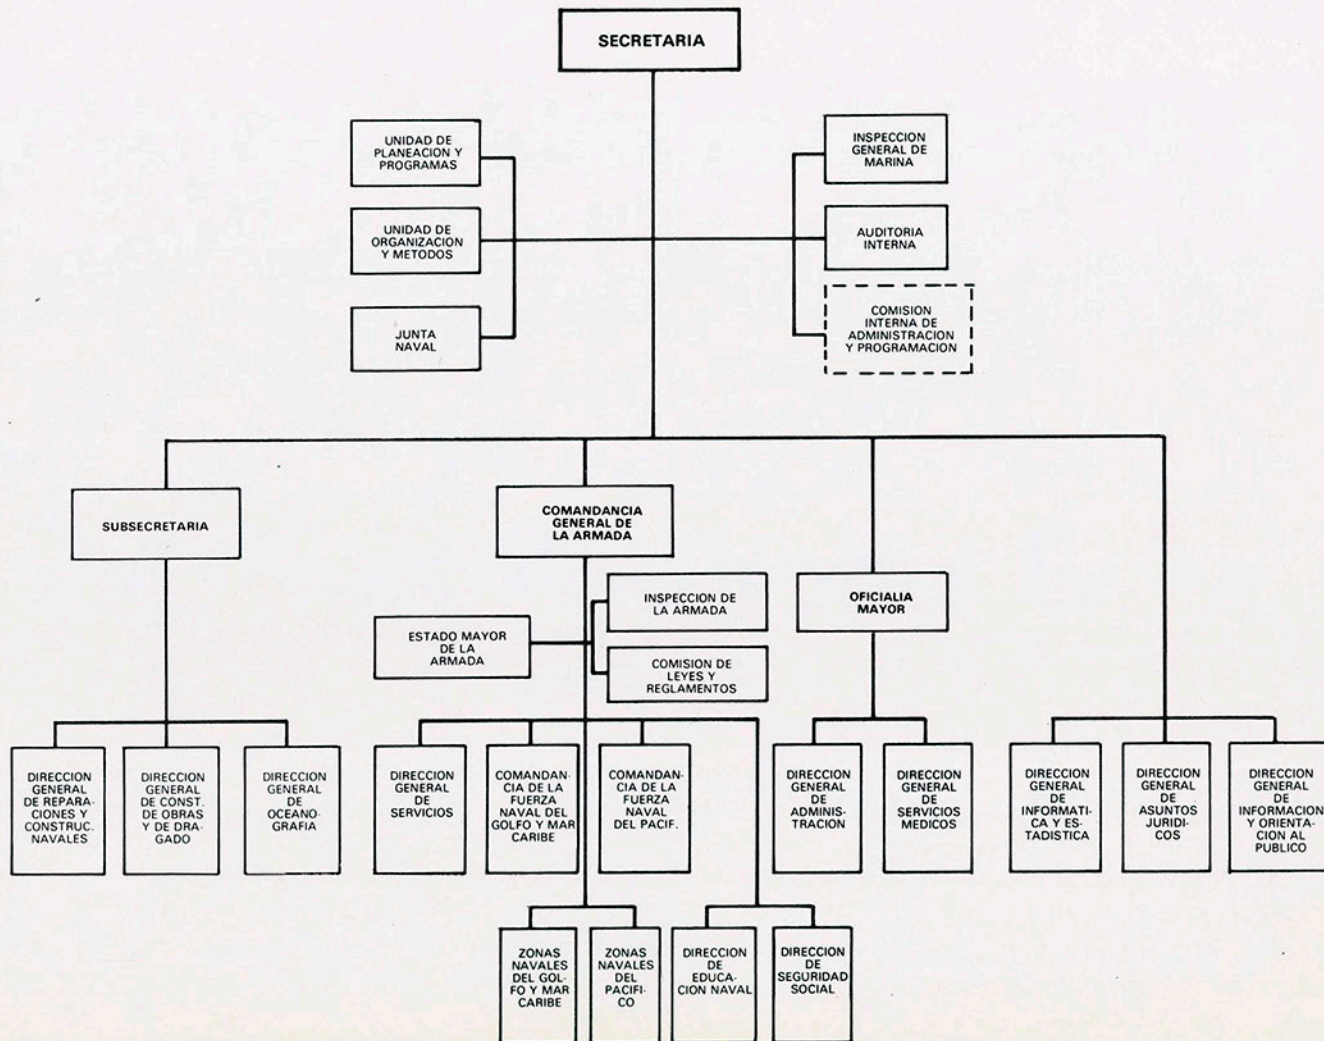 SECRETARIA
UNIDAD DE
PLANEACION Y
PROGRAMAS
INSPECCION
GENERAL DE
MARINA
UNIDAD DE
ORGANIZACION
Y METODOS
AUDITORIA
INTERNA
JUNTA
NAVAL
COMISION
INTERNA DE
ADMINISTRACION
Y PROGRAMACION
SUBSECRETARIA
COMANDANCIA
GENERAL DE
LA ARMADA
OFICIALIA
MAYOR
ESTADO MAYOR
DE LA
ARMADA
INSPECCION DE
LA ARMADA
COMISION DE
LEYES Y
REGLAMENTOS
DIRECCION
GENERAL
DE REPARA-
CIONES Y
CONSTRUC.
NAVALES
DIRECCION
GENERAL
DE CONST.
DE OBRAS
Y DE DRA-
GADO
DIRECCION
GENERAL
DE
OCEANO-
GRAFIA
DIRECCION
GENERAL
DE
SERVICIOS
COMANDAN-
CIA DE LA
FUERZA
NAVAL DEL
GOLFO Y MAR
CARIBE
COMANDAN-
CIA DE LA
FUERZA
NAVAL
DEL PACIF.
DIRECCION
GENERAL
DE
ADMINIS-
TRACION
DIRECCION
GENERAL
DE
SERVICIOS
MEDICOS
DIRECCION
GENERAL
DE
INFORMATI-
CA Y ES-
TADISTICA
DIRECCION
GENERAL
DE
ASUNTOS
JURIDI-
COS
DIRECCION
GENERAL
DE
INFORMACION
Y ORIENTA-
CION AL
PUBLICO
ZONAS
NAVALES
DEL GOL-
FO Y MAR
CARIBE
ZONAS
NAVALES
DEL
PACIFI-
CO
DIRECCION
DE
EDUCA-
CION NAVAL
DIRECCION
DE
SEGURIDAD
SOCIAL